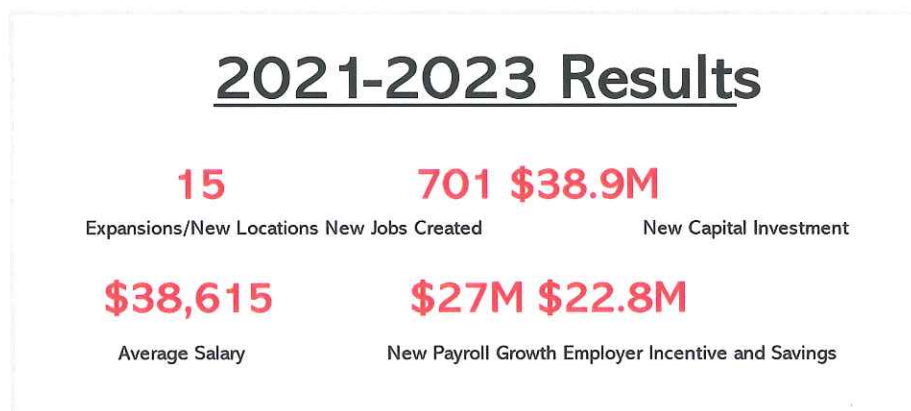 2021-2023 Results
15 701 $38.9M
Expansions/New Locations New Jobs Created New Capital Investment
$38,615 $27M $22.8M
Average Salary New Payroll Growth Employer Incentive and Savings